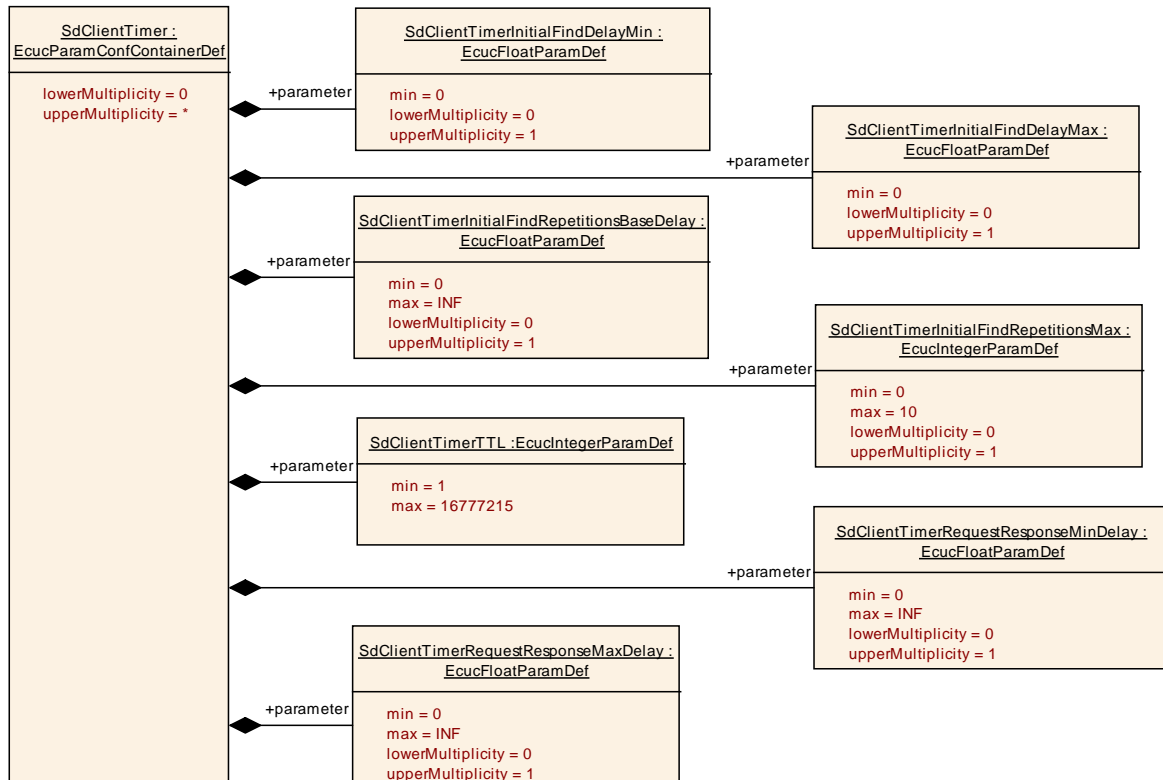 SdClientTimer :
EcucParamConfContainerDef
lowerMultiplicity = 0
upperMultiplicity = *
+parameter
SdClientTimerInitialFindDelayMin :
EcucFloatParamDef
min = 0
lowerMultiplicity = 0
upperMultiplicity = 1
+parameter
SdClientTimerInitialFindDelayMax :
EcucFloatParamDef
min = 0
lowerMultiplicity = 0
upperMultiplicity = 1
+parameter
SdClientTimerInitialFindRepetitionsBaseDelay :
EcucFloatParamDef
min = 0
max = INF
lowerMultiplicity = 0
upperMultiplicity = 1
+parameter
SdClientTimerInitialFindRepetitionsMax :
EcucIntegerParamDef
min = 0
max = 10
lowerMultiplicity = 0
upperMultiplicity = 1
+parameter
SdClientTimerTTL :EcucIntegerParamDef
min = 1
max = 16777215
+parameter
SdClientTimerRequestResponseMinDelay :
EcucFloatParamDef
min = 0
max = INF
lowerMultiplicity = 0
upperMultiplicity = 1
+parameter
SdClientTimerRequestResponseMaxDelay :
EcucFloatParamDef
min = 0
max = INF
lowerMultiplicity = 0
upperMultiplicity = 1